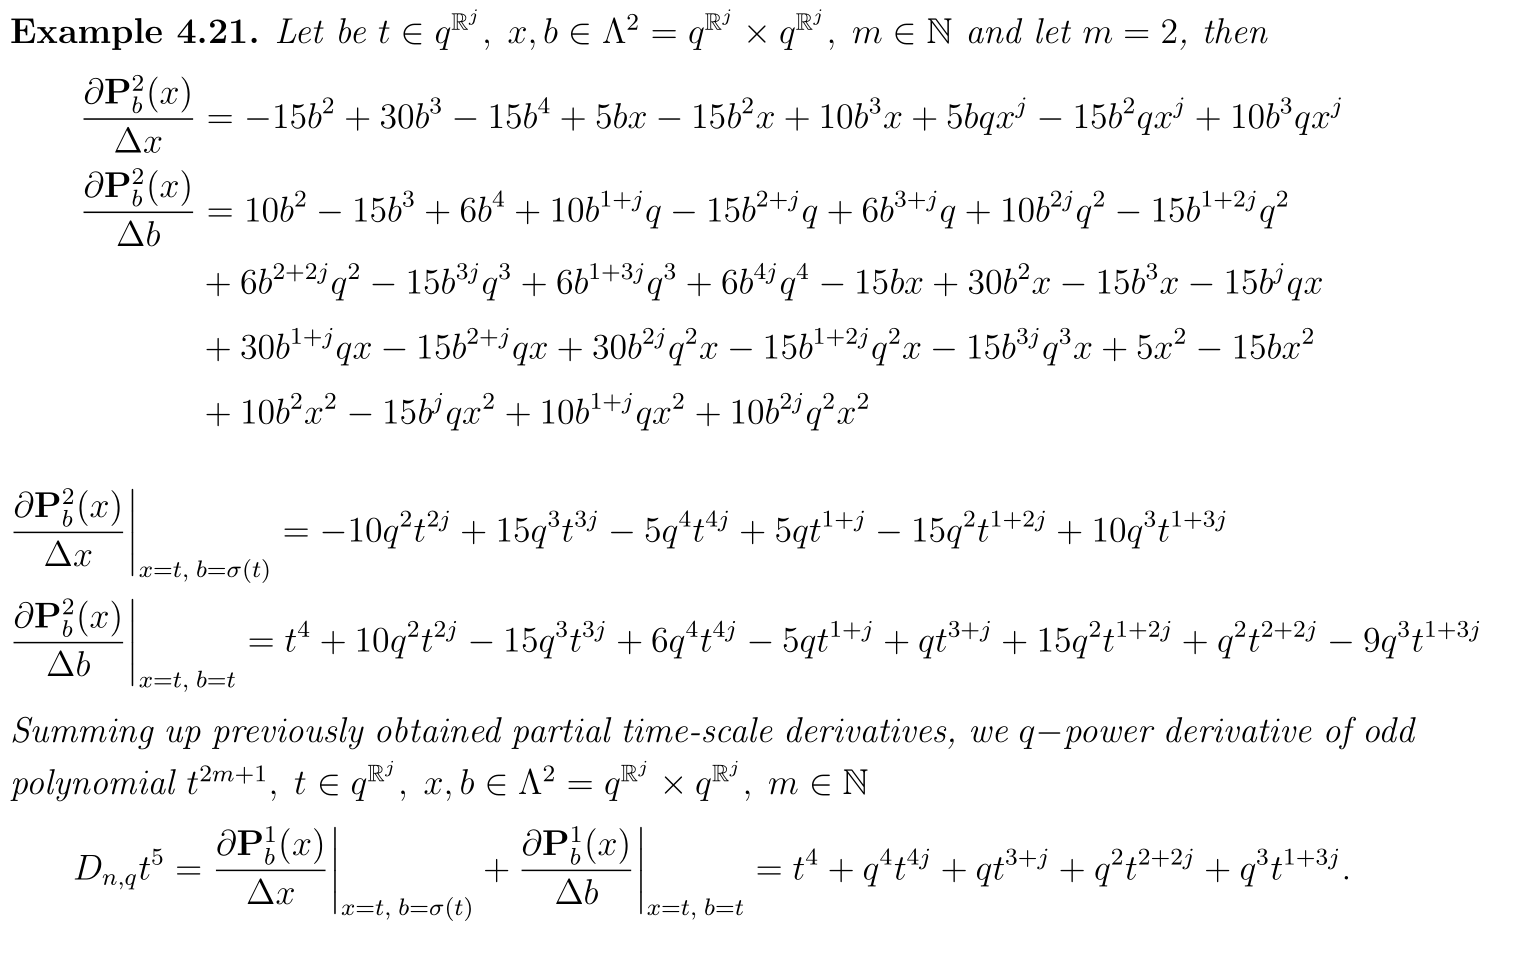 Example 4.21. Let be t ∈ q^{ℝ^j}, x, b ∈ Λ² = q^{ℝ^j} × q^{ℝ^j}, m ∈ ℕ and let m = 2, then
∂𝐏_b^2(x)/Δx = −15b^2 + 30b^3 − 15b^4 + 5bx − 15b^2x + 10b^3x + 5bqx^j − 15b^2qx^j + 10b^3qx^j
∂𝐏_b^2(x)/Δb = 10b^2 − 15b^3 + 6b^4 + 10b^{1+j}q − 15b^{2+j}q + 6b^{3+j}q + 10b^{2j}q^2 − 15b^{1+2j}q^2
+ 6b^{2+2j}q^2 − 15b^{3j}q^3 + 6b^{1+3j}q^3 + 6b^{4j}q^4 − 15bx + 30b^2x − 15b^3x − 15b^jqx
+ 30b^{1+j}qx − 15b^{2+j}qx + 30b^{2j}q^2x − 15b^{1+2j}q^2x − 15b^{3j}q^3x + 5x^2 − 15bx^2
+ 10b^2x^2 − 15b^jqx^2 + 10b^{1+j}qx^2 + 10b^{2j}q^2x^2
∂𝐏_b^2(x)/Δx |_{x=t, b=σ(t)} = −10q^2t^{2j} + 15q^3t^{3j} − 5q^4t^{4j} + 5qt^{1+j} − 15q^2t^{1+2j} + 10q^3t^{1+3j}
∂𝐏_b^2(x)/Δb |_{x=t, b=t} = t^4 + 10q^2t^{2j} − 15q^3t^{3j} + 6q^4t^{4j} − 5qt^{1+j} + qt^{3+j} + 15q^2t^{1+2j} + q^2t^{2+2j} − 9q^3t^{1+3j}
Summing up previously obtained partial time-scale derivatives, we q−power derivative of odd
polynomial t^{2m+1}, t ∈ q^{ℝ^j}, x, b ∈ Λ² = q^{ℝ^j} × q^{ℝ^j}, m ∈ ℕ
D_{n,q}t^5 = ∂𝐏_b^1(x)/Δx |_{x=t, b=σ(t)} + ∂𝐏_b^1(x)/Δb |_{x=t, b=t} = t^4 + q^4t^{4j} + qt^{3+j} + q^2t^{2+2j} + q^3t^{1+3j}.